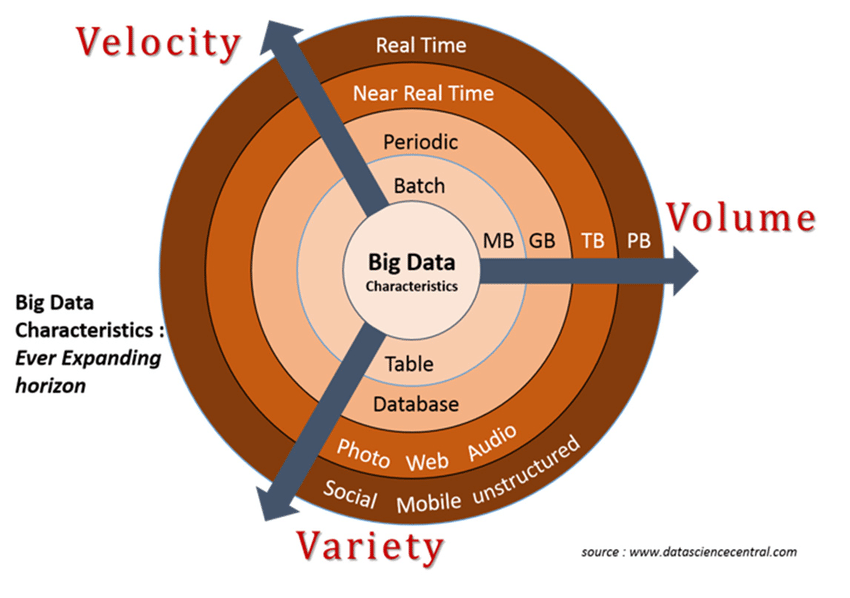 Velocity
Real Time
Near Real Time
Periodic
Batch
Volume
MB GB TB PB
Big Data
Characteristics
Big Data
Characteristics :
Ever Expanding
horizon
Table
Database
Photo Web Audio
Social Mobile unstructured
Variety
source : www.datasciencecentral.com